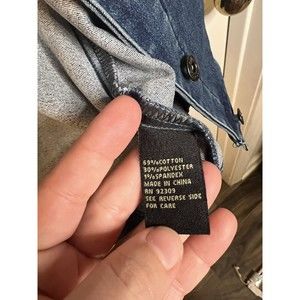 69%COTTON
30%POLYESTER
1%SPANDEX
MADE IN CHINA
RN 92309
SEE REVERSE SIDE
FOR CARE